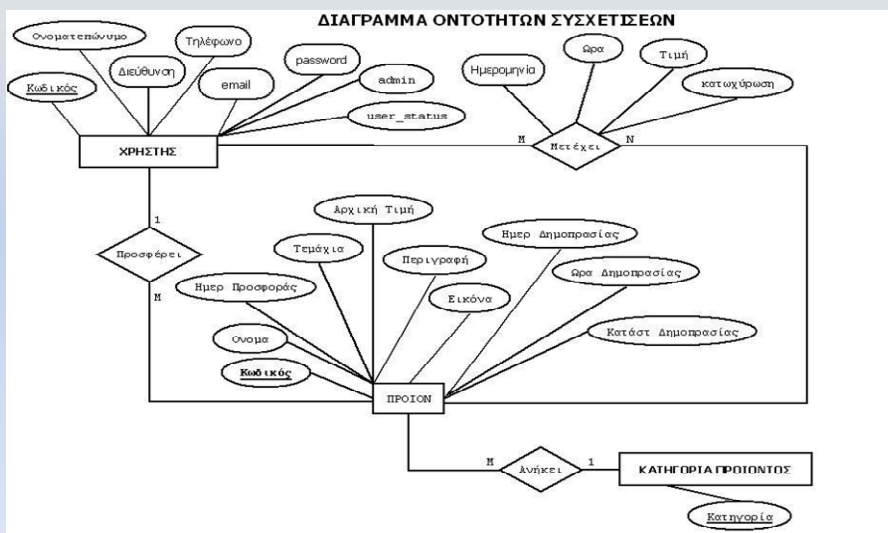 ΔΙΑΓΡΑΜΜΑ ΟΝΤΟΤΗΤΩΝ ΣΥΣΧΕΤΙΣΕΩΝ
Ονοματεπώνυμο
Τηλέφωνο
Διεύθυνση
Κωδικός
email
password
admin
user_status
Ημερομηνία
Ωρα
Τιμή
κατωχύρωση
ΧΡΗΣΤΗΣ
M
Μετέχει
N
1
Προσφέρει
M
Αρχική Τιμή
Τεμάχια
Ημερ Προσφοράς
Ονομα
Κωδικός
Περιγραφή
Εικόνα
Ημερ Δημοπρασίας
Ωρα Δημοπρασίας
Κατάστ Δημοπρασίας
ΠΡΟΙΟΝ
M
Ανήκει
1
ΚΑΤΗΓΟΡΙΑ ΠΡΟΙΟΝΤΟΣ
Κατηγορία